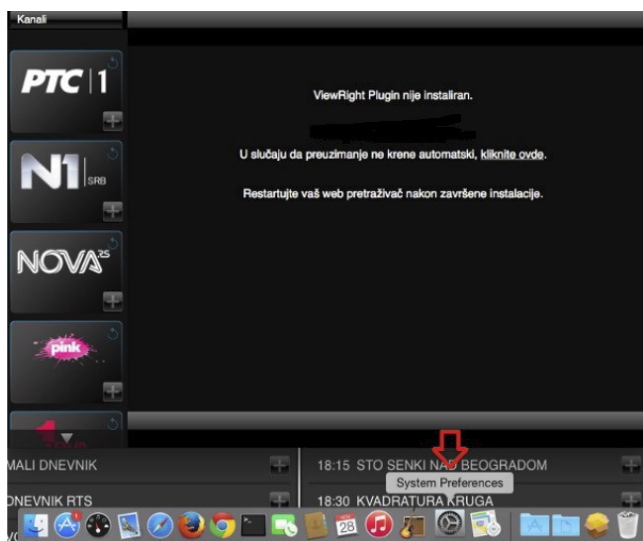 Kanali
PTC | 1
ViewRight Plugin nije instaliran.
U slučaju da preuzimanje ne krene automatski, kliknite ovde.
Restartujte vaš web pretraživač nakon završene instalacije.
N1 SRB
NOVA
pink
1
MALI DNEVNIK
18:15 STO SENKI NAD BEOGRADOM
System Preferences
DNEVNIK RTS
18:30 KVADRATURA KRUGA
28